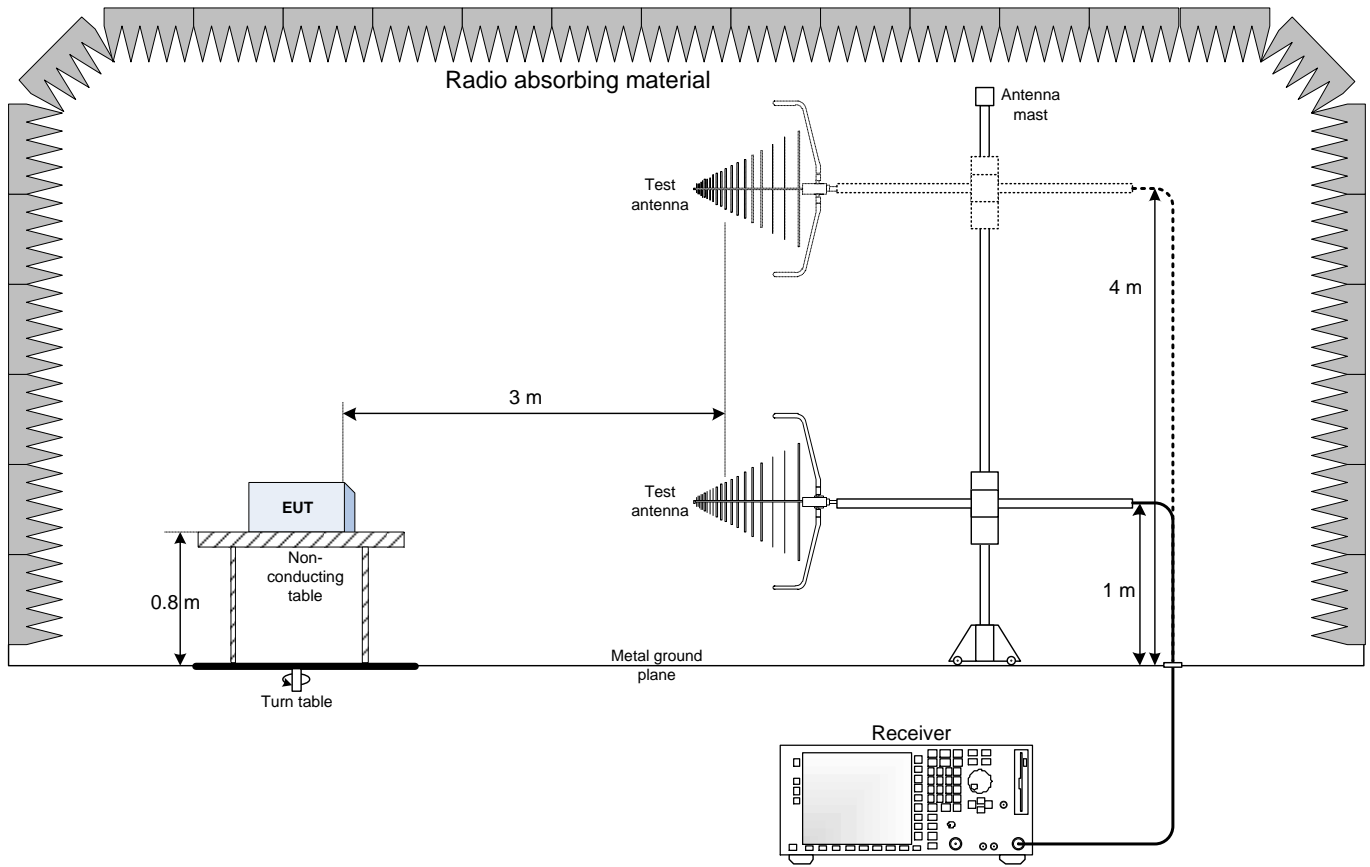 Radio absorbing material
Antenna
mast
Test
antenna
4 m
3 m
Test
antenna
EUT
Non-
conducting
table
0.8 m
1 m
Metal ground
plane
Turn table
Receiver